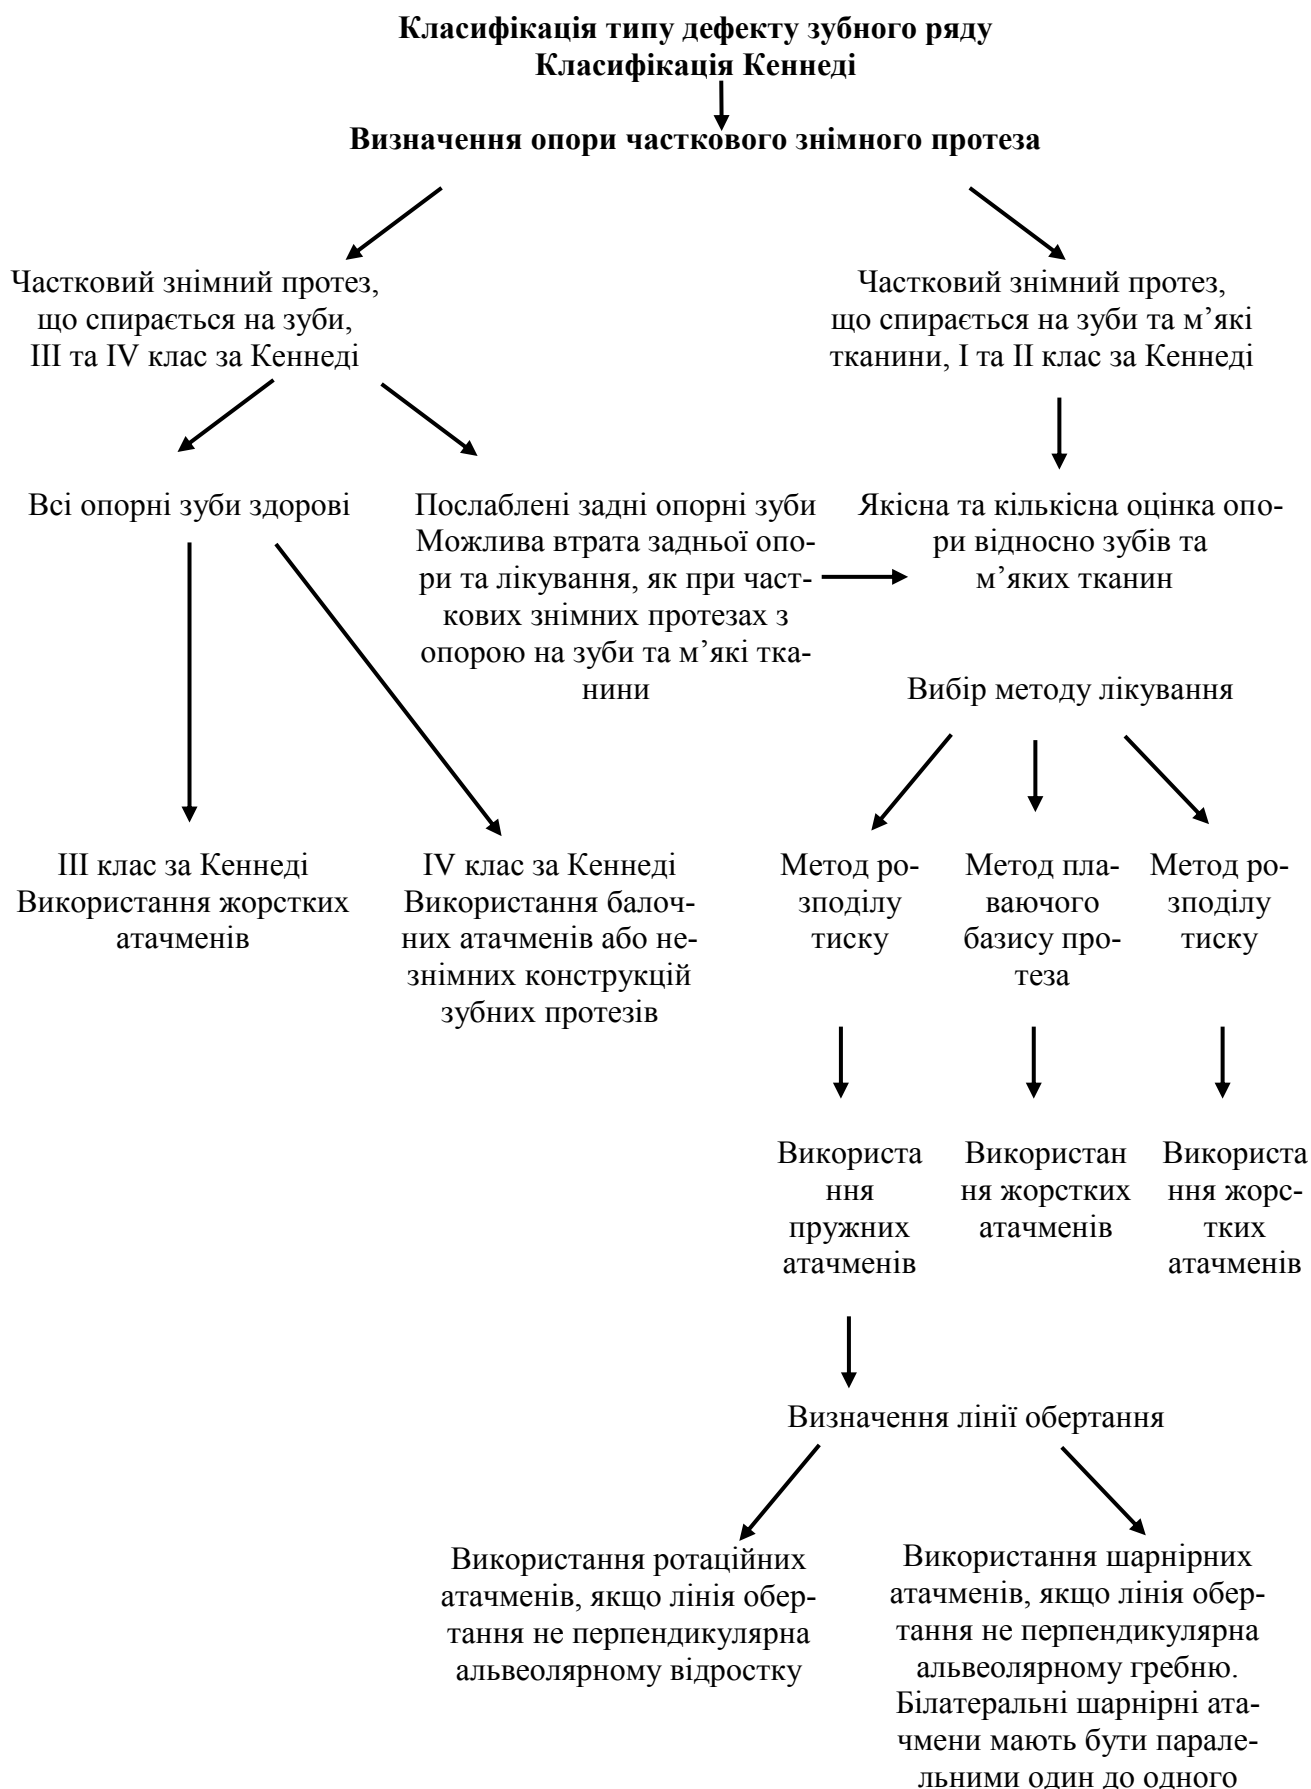 Класифікація типу дефекту зубного ряду
Класифікація Кеннеді
Визначення опори часткового знімного протеза
Частковий знімний протез,
що спирається на зуби,
III та IV клас за Кеннеді
Частковий знімний протез,
що спирається на зуби та м’які
тканини, I та II клас за Кеннеді
Всі опорні зуби здорові
Послаблені задні опорні зуби
Можлива втрата задньої опо-
ри та лікування, як при част-
кових знімних протезах з
опорою на зуби та м’які тка-
нини
Якісна та кількісна оцінка опо-
ри відносно зубів та
м’яких тканин
Вибір методу лікування
III клас за Кеннеді
Використання жорстких
атачменів
IV клас за Кеннеді
Використання балоч-
них атачменів або не-
знімних конструкцій
зубних протезів
Метод ро-
зподілу
тиску
Метод пла-
ваючого
базису про-
теза
Метод ро-
зподілу
тиску
Використа
ння
пружних
атачменів
Використан
ня жорстких
атачменів
Використа
ння жорс-
тких
атачменів
Визначення лінії обертання
Використання ротаційних
атачменів, якщо лінія обер-
тання не перпендикулярна
альвеолярному відростку
Використання шарнірних
атачменів, якщо лінія обер-
тання не перпендикулярна
альвеолярному гребню.
Білатеральні шарнірні ата-
чмени мають бути парале-
льними один до одного